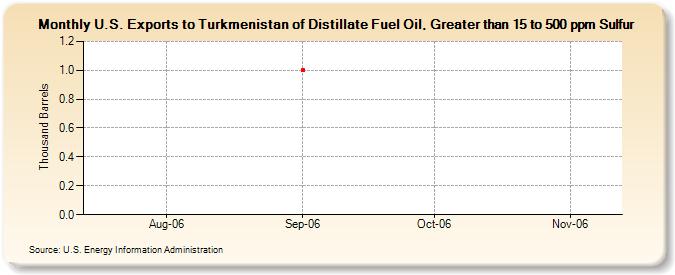 Monthly U.S. Exports to Turkmenistan of Distillate Fuel Oil, Greater than 15 to 500 ppm Sulfur
Thousand Barrels
1.2
1.0
0.8
0.6
0.4
0.2
0.0
Aug-06 Sep-06 Oct-06 Nov-06
Source: U.S. Energy Information Administration